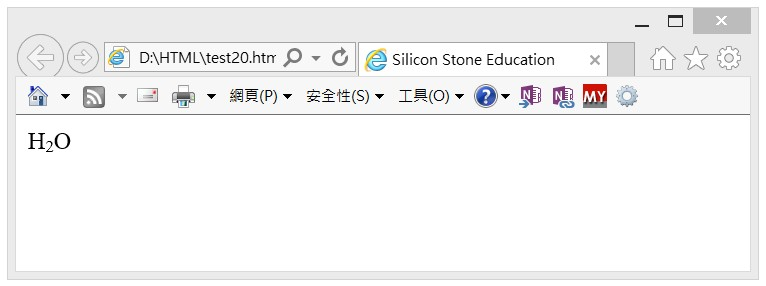 D:\HTML\test20.htm
Silicon Stone Education
網頁(P) 安全性(S) 工具(O) ? N N MY
H₂O